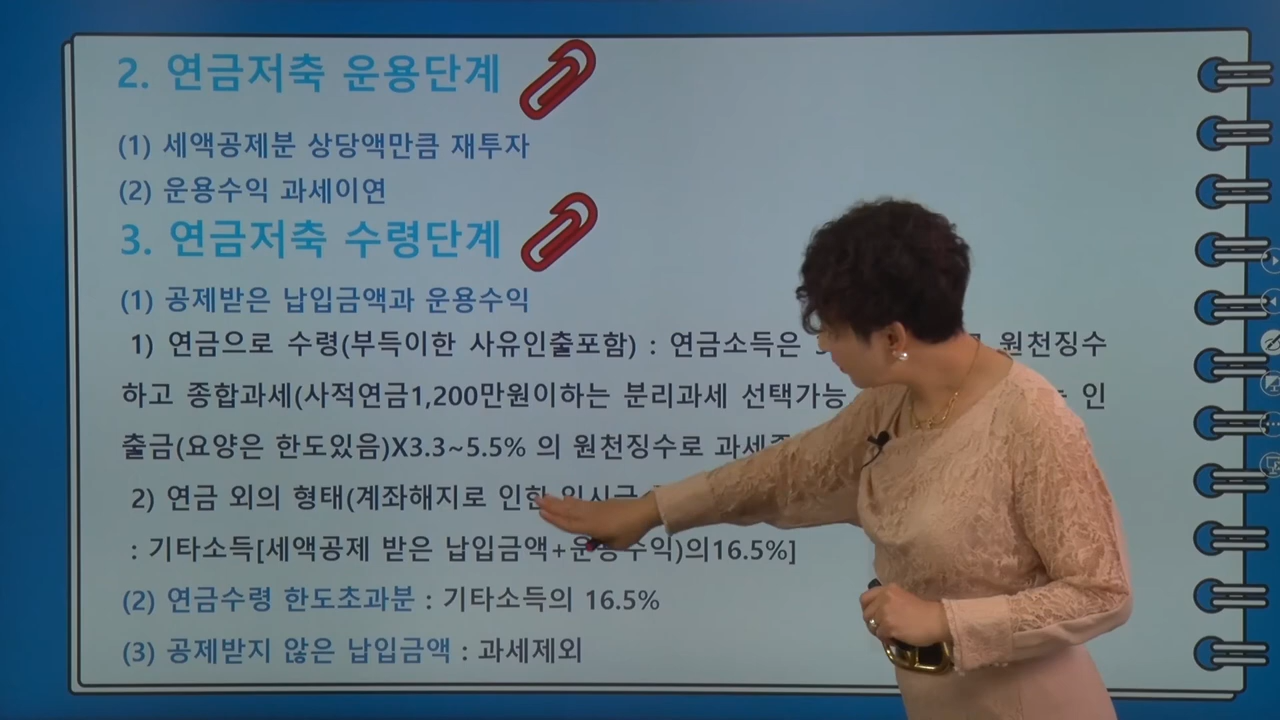 2. 연금저축 운용단계
(1) 세액공제분 상당액만큼 재투자
(2) 운용수익 과세이연
3. 연금저축 수령단계
(1) 공제받은 납입금액과 운용수익
1) 연금으로 수령(부득이한 사유인출포함) : 연금소득은 원천징수
하고 종합과세(사적연금1,200만원이하는 분리과세 선택가능 인
출금(요양은 한도있음)X3.3~5.5% 의 원천징수로
2) 연금 외의 형태(계좌해지로 인한
: 기타소득[세액공제 받은 납입금액+운용수익)의16.5%]
(2) 연금수령 한도초과분 : 기타소득의 16.5%
(3) 공제받지 않은 납입금액 : 과세제외